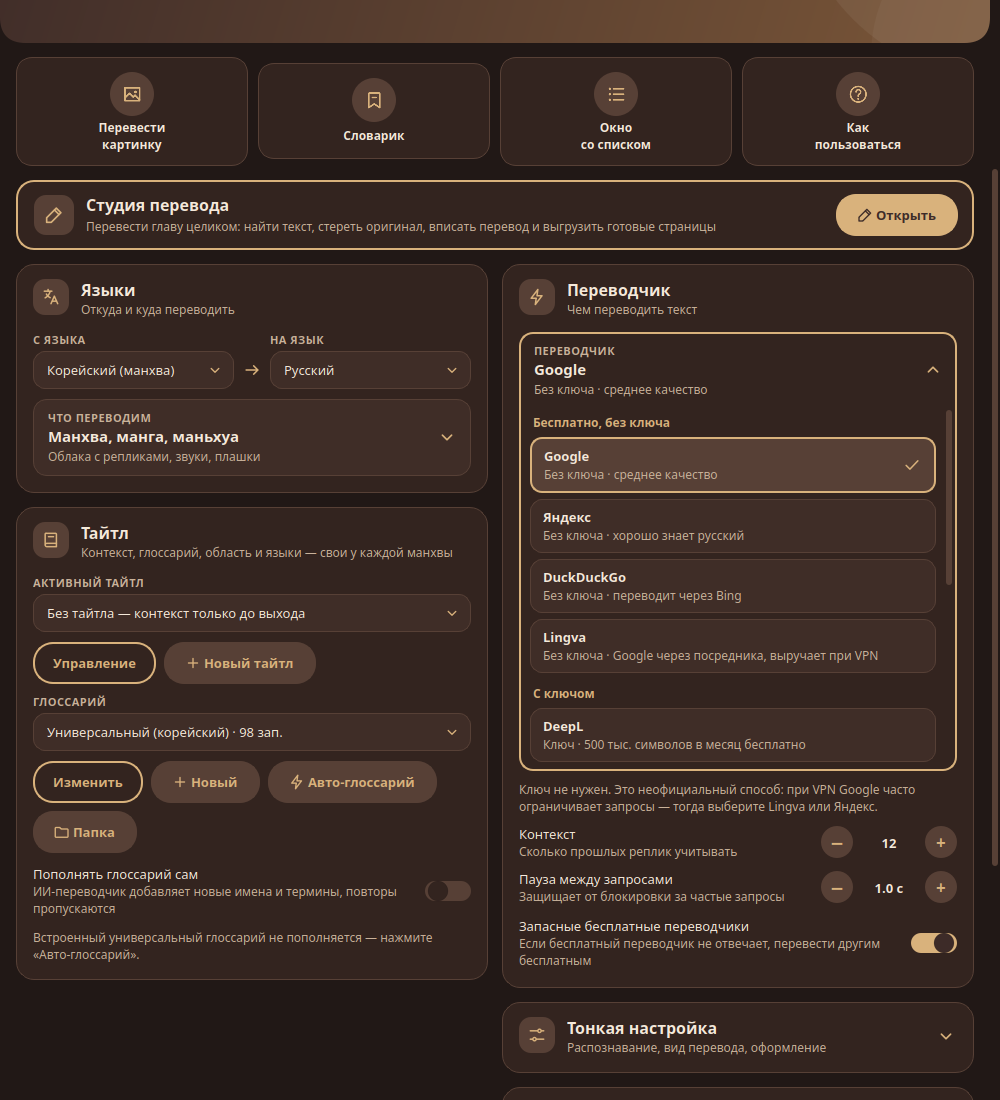 Перевести
картинку
Словарик
Окно
со списком
Как
пользоваться
Студия перевода
Перевести главу целиком: найти текст, стереть оригинал, вписать перевод и выгрузить готовые страницы
Открыть
Языки
Откуда и куда переводить
С ЯЗЫКА
НА ЯЗЫК
Корейский (манхва)
Русский
ЧТО ПЕРЕВОДИМ
Манхва, манга, маньхуа
Облака с репликами, звуки, плашки
Тайтл
Контекст, глоссарий, область и языки — свои у каждой манхвы
АКТИВНЫЙ ТАЙТЛ
Без тайтла — контекст только до выхода
Управление
Новый тайтл
ГЛОССАРИЙ
Универсальный (корейский) · 98 зап.
Изменить
Новый
Авто-глоссарий
Папка
Пополнять глоссарий сам
ИИ-переводчик добавляет новые имена и термины, повторы
пропускаются
Встроенный универсальный глоссарий не пополняется — нажмите
«Авто-глоссарий».
Переводчик
Чем переводить текст
ПЕРЕВОДЧИК
Google
Без ключа · среднее качество
Бесплатно, без ключа
Google
Без ключа · среднее качество
Яндекс
Без ключа · хорошо знает русский
DuckDuckGo
Без ключа · переводит через Bing
Lingva
Без ключа · Google через посредника, выручает при VPN
С ключом
DeepL
Ключ · 500 тыс. символов в месяц бесплатно
Ключ не нужен. Это неофициальный способ: при VPN Google часто
ограничивает запросы — тогда выберите Lingva или Яндекс.
Контекст
Сколько прошлых реплик учитывать
– 12 +
Пауза между запросами
Защищает от блокировки за частые запросы
– 1.0 с +
Запасные бесплатные переводчики
Если бесплатный переводчик не отвечает, перевести другим
бесплатным
Тонкая настройка
Распознавание, вид перевода, оформление